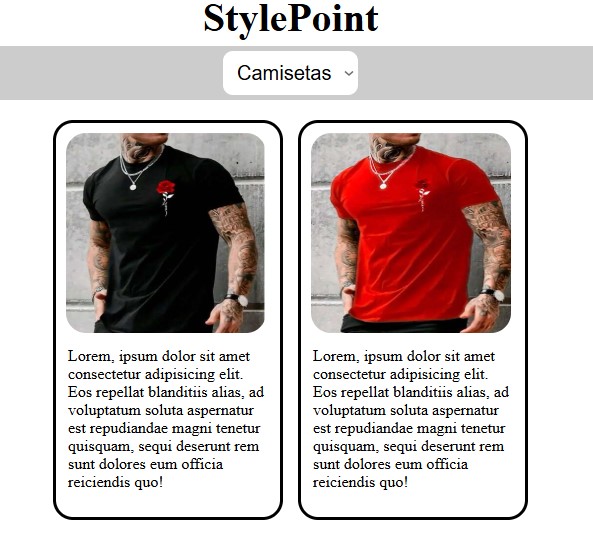 StylePoint
Camisetas
Lorem, ipsum dolor sit amet
consectetur adipisicing elit.
Eos repellat blanditiis alias, ad
voluptatum soluta aspernatur
est repudiandae magni tenetur
quisquam, sequi deserunt rem
sunt dolores eum officia
reiciendis quo!
Lorem, ipsum dolor sit amet
consectetur adipisicing elit.
Eos repellat blanditiis alias, ad
voluptatum soluta aspernatur
est repudiandae magni tenetur
quisquam, sequi deserunt rem
sunt dolores eum officia
reiciendis quo!